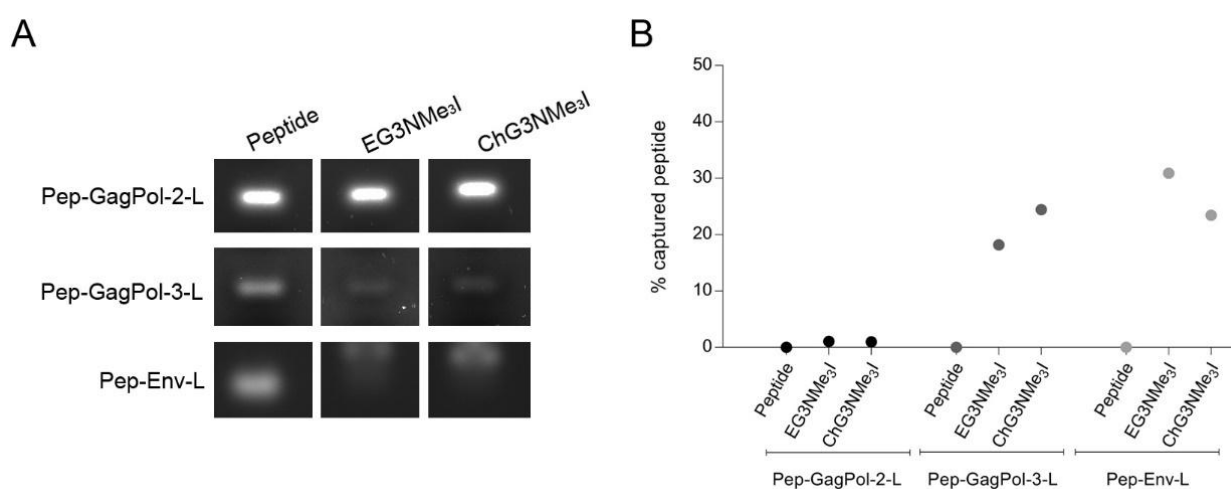 A
Peptide
EG3NMe₃I
ChG3NMe₃I
Pep-GagPol-2-L
Pep-GagPol-3-L
Pep-Env-L
B
% captured peptide
50
40
30
20
10
0
Peptide
EG3NMe₃I
ChG3NMe₃I
Peptide
EG3NMe₃I
ChG3NMe₃I
Peptide
EG3NMe₃I
ChG3NMe₃I
Pep-GagPol-2-L
Pep-GagPol-3-L
Pep-Env-L